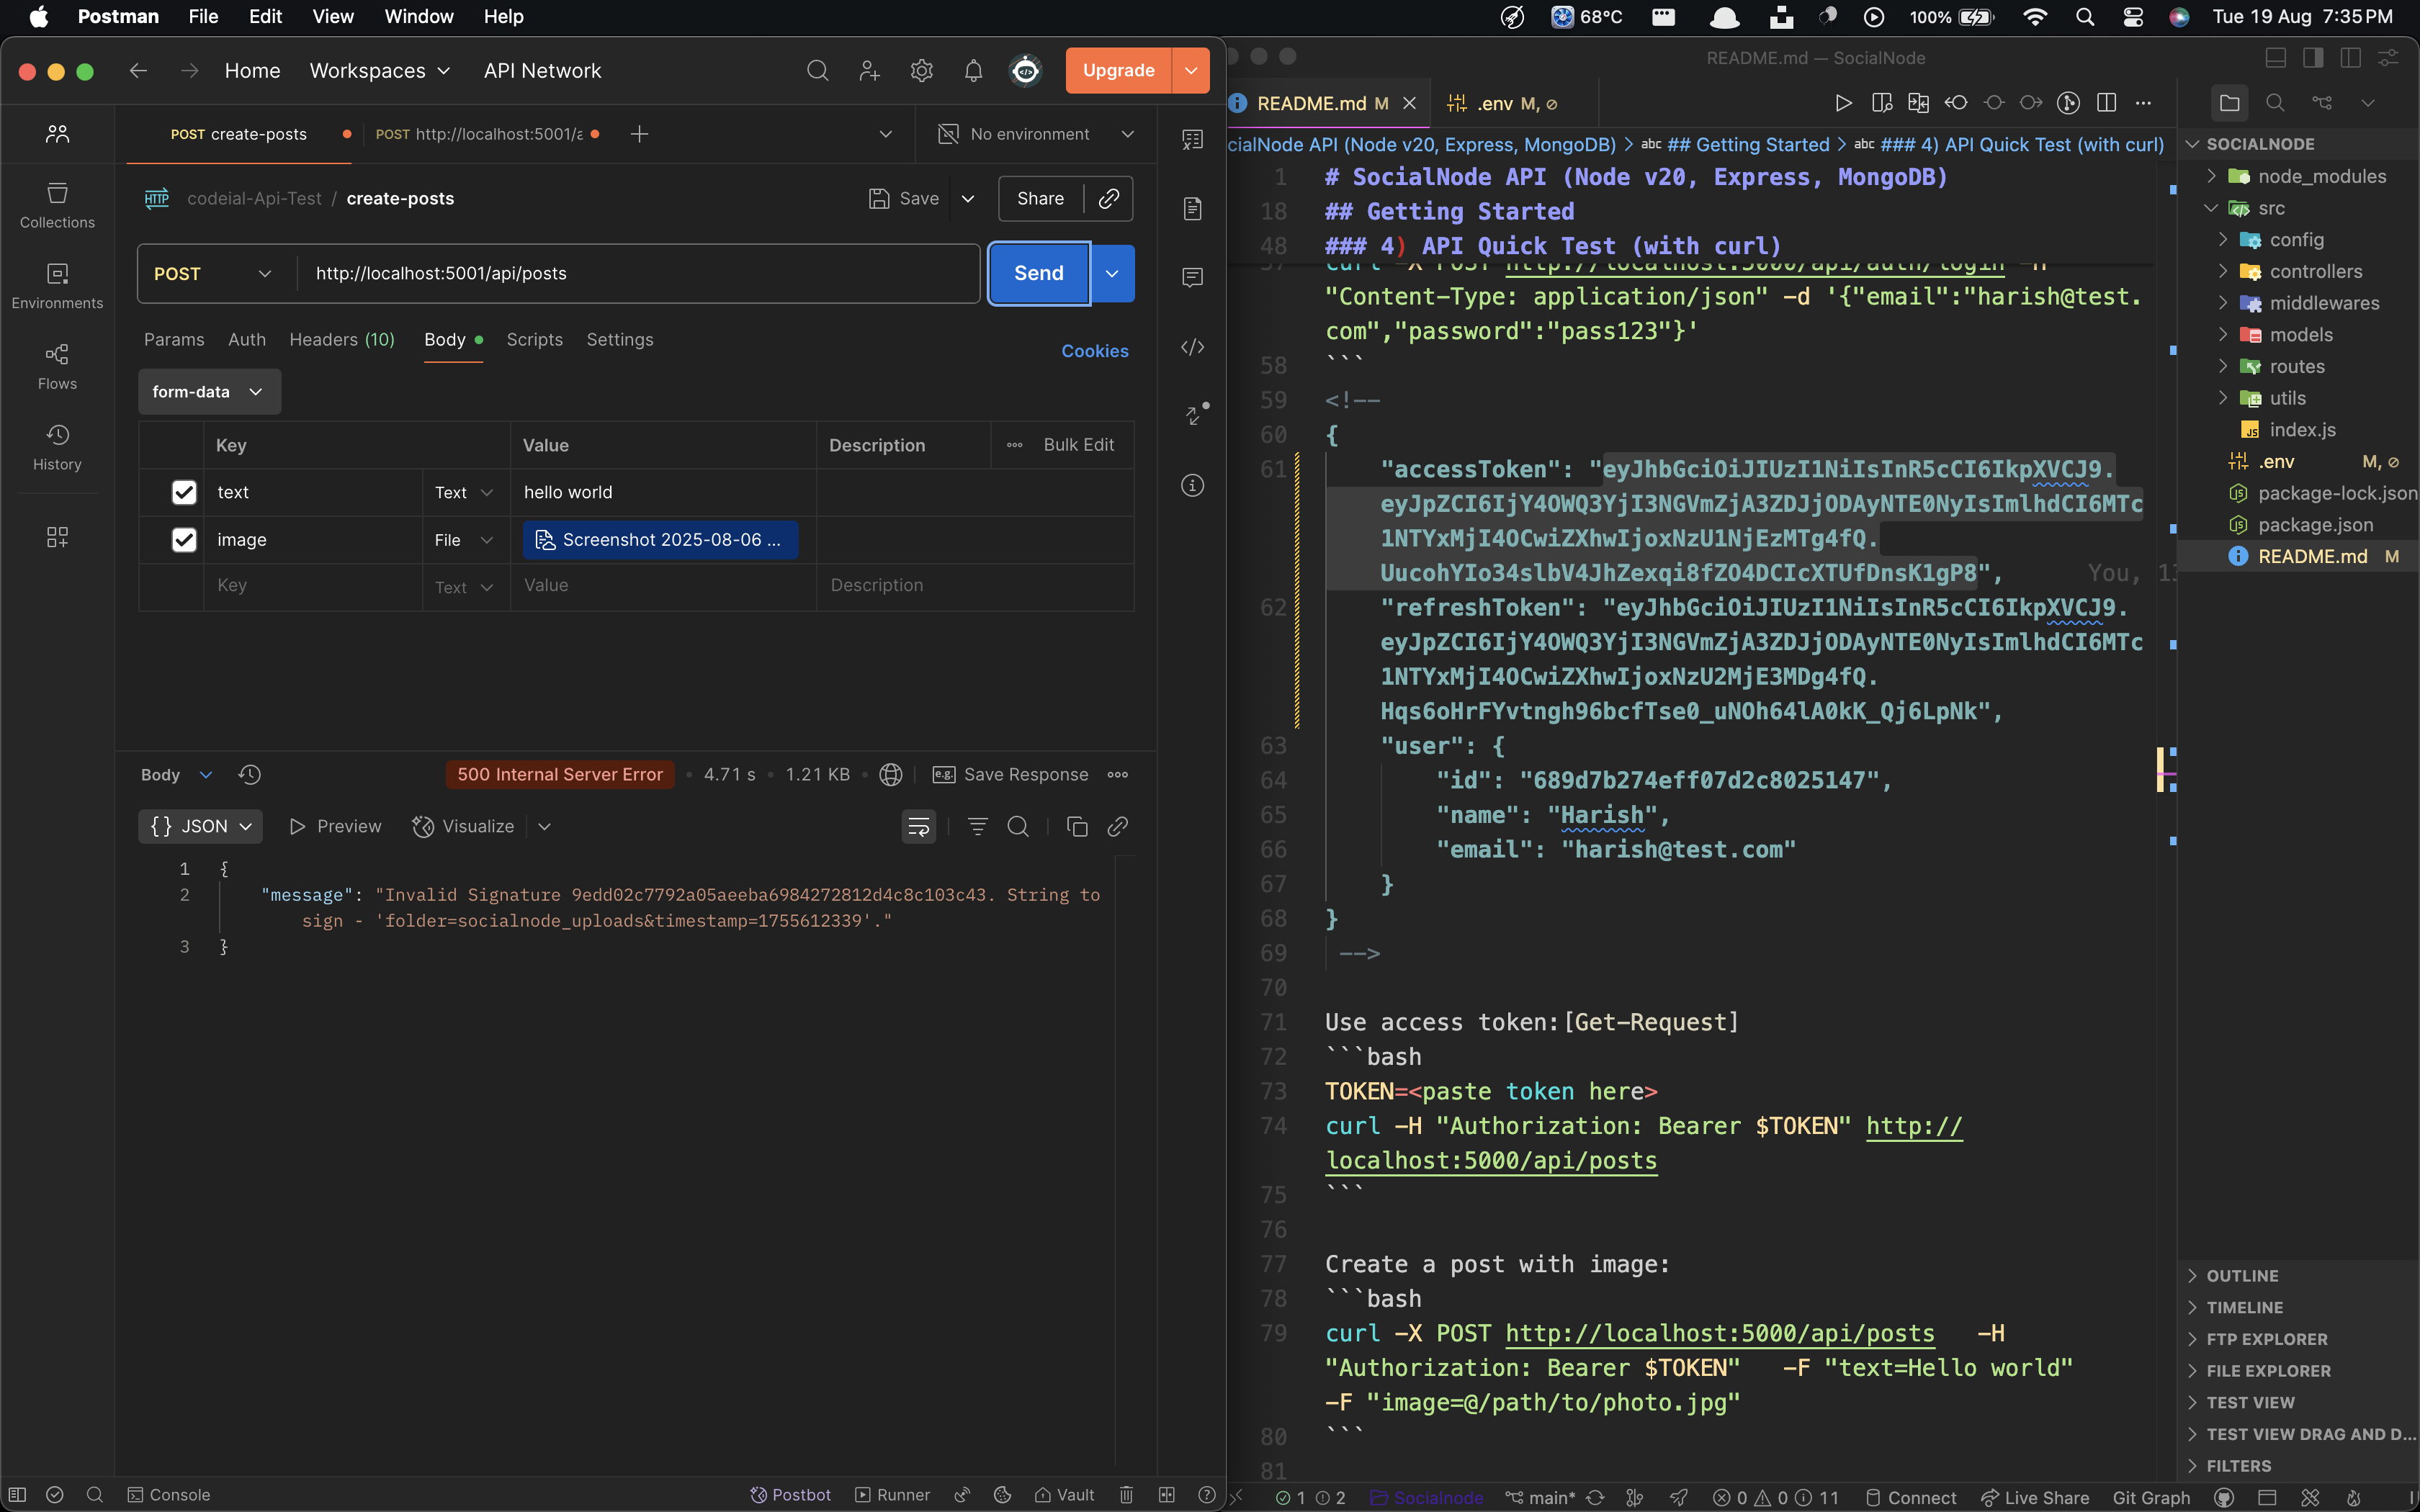 Postman File Edit View Window Help
68°C 100% Tue 19 Aug 7:35 PM
Home Workspaces API Network Upgrade
POST create-posts POST http://localhost:5001/a No environment
HTTP codeial-Api-Test / create-posts Save Share
Collections
Environments
Flows
History
POST http://localhost:5001/api/posts Send
Params Auth Headers (10) Body Scripts Settings Cookies
form-data
Key Value Description Bulk Edit
text Text hello world
image File Screenshot 2025-08-06 ...
Key Text Value Description
Body 500 Internal Server Error 4.71 s 1.21 KB e.g. Save Response
{} JSON Preview Visualize
1 {
2 "message": "Invalid Signature 9edd02c7792a05aeeba6984272812d4c8c103c43. String to
sign - 'folder=socialnode_uploads&timestamp=1755612339'."
3 }
Console Postbot Runner Vault
README.md — SocialNode
README.md M .env M,
cialNode API (Node v20, Express, MongoDB) > abc ## Getting Started > abc ### 4) API Quick Test (with curl)
1 # SocialNode API (Node v20, Express, MongoDB)
18 ## Getting Started
48 ### 4) API Quick Test (with curl)
57 curl -X POST http://localhost:5000/api/auth/login -H
"Content-Type: application/json" -d '{"email":"harish@test.
com","password":"pass123"}'
58 ```
59 <!--
60 {
61 "accessToken": "eyJhbGciOiJIUzI1NiIsInR5cCI6IkpXVCJ9.
eyJpZCI6IjY4OWQ3YjI3NGVmZjA3ZDJjODAyNTE0NyIsImlhdCI6MTc
1NTYxMjI4OCwiZXhwIjoxNzU1NjEzMTg4fQ.
UucohYIo34slbV4JhZexqi8fZO4DCIcXTUfDnsK1gP8", You, 13
62 "refreshToken": "eyJhbGciOiJIUzI1NiIsInR5cCI6IkpXVCJ9.
eyJpZCI6IjY4OWQ3YjI3NGVmZjA3ZDJjODAyNTE0NyIsImlhdCI6MTc
1NTYxMjI4OCwiZXhwIjoxNzU2MjE3MDg4fQ.
Hqs6oHrFYvtngh96bcfTse0_uNOh64lA0kK_Qj6LpNk",
63 "user": {
64 "id": "689d7b274eff07d2c8025147",
65 "name": "Harish",
66 "email": "harish@test.com"
67 }
68 }
69 -->
70
71 Use access token:[Get-Request]
72 ```bash
73 TOKEN=<paste token here>
74 curl -H "Authorization: Bearer $TOKEN" http://
localhost:5000/api/posts
75 ```
76
77 Create a post with image:
78 ```bash
79 curl -X POST http://localhost:5000/api/posts -H
"Authorization: Bearer $TOKEN" -F "text=Hello world"
-F "image=@/path/to/photo.jpg"
80 ```
81
SOCIALNODE
node_modules
src
config
controllers
middlewares
models
routes
utils
JS index.js
.env M,
package-lock.json
package.json
README.md M
OUTLINE
TIMELINE
FTP EXPLORER
FILE EXPLORER
TEST VIEW
TEST VIEW DRAG AND D...
FILTERS
1 2 Socialnode main* 0 0 11 Connect Live Share Git Graph